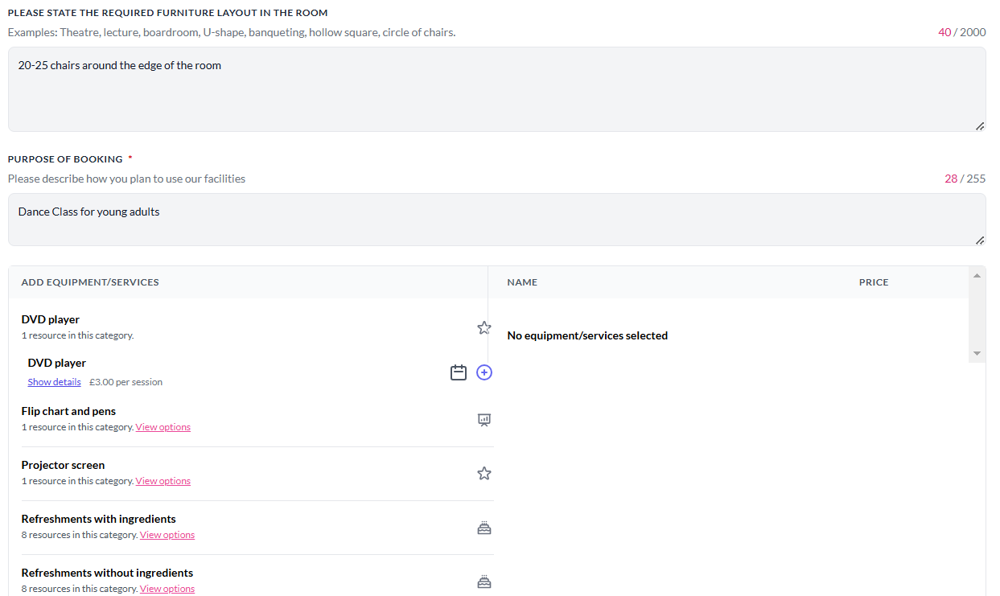 PLEASE STATE THE REQUIRED FURNITURE LAYOUT IN THE ROOM
Examples: Theatre, lecture, boardroom, U-shape, banqueting, hollow square, circle of chairs.
40 / 2000
20-25 chairs around the edge of the room
PURPOSE OF BOOKING *
Please describe how you plan to use our facilities
28 / 255
Dance Class for young adults
ADD EQUIPMENT/SERVICES
NAME
PRICE
DVD player
1 resource in this category.
No equipment/services selected
DVD player
Show details £3.00 per session
Flip chart and pens
1 resource in this category. View options
Projector screen
1 resource in this category. View options
Refreshments with ingredients
8 resources in this category. View options
Refreshments without ingredients
8 resources in this category. View options